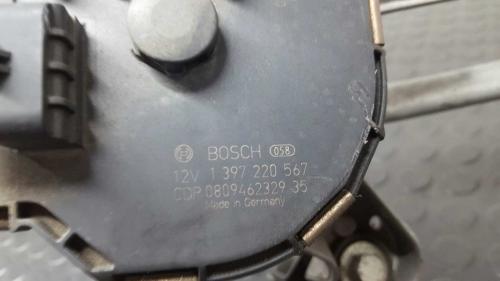 BOSCH 058
12V 1 397 220 567
CDP 0809462329 35
Made in Germany